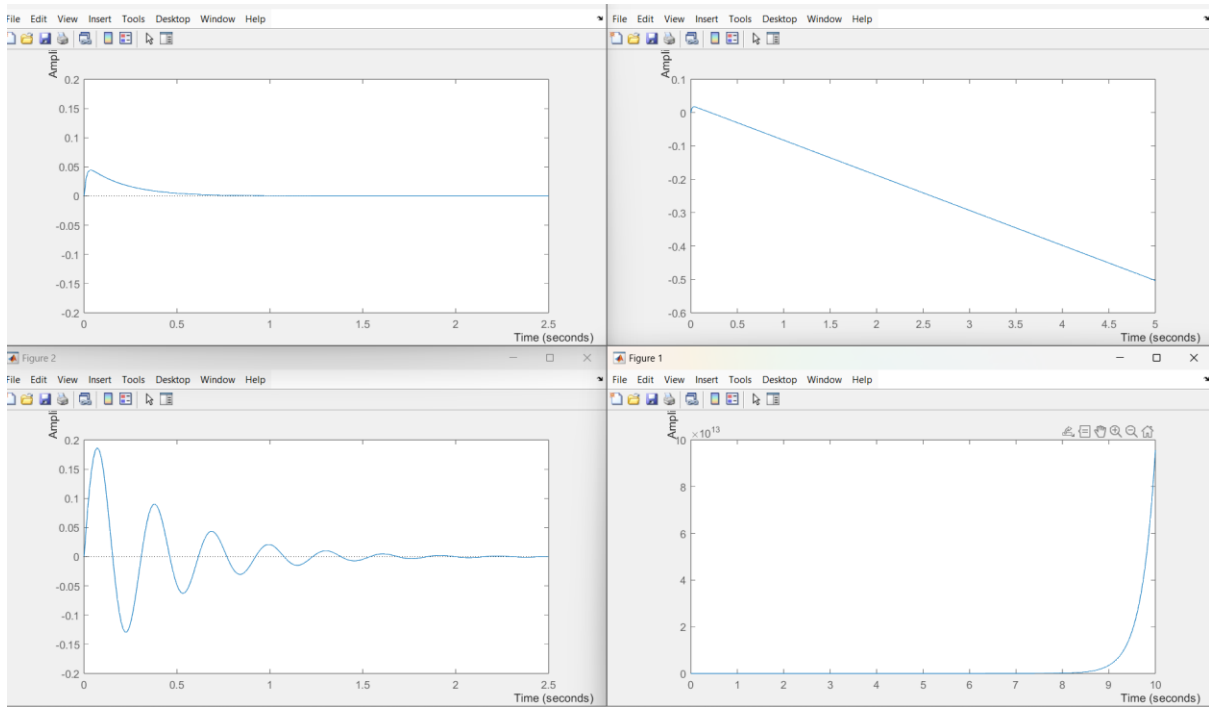 File Edit View Insert Tools Desktop Window Help
Ampli
0.2
0.15
0.1
0.05
0
-0.05
-0.1
-0.15
-0.2
0 0.5 1 1.5 2 2.5
Time (seconds)
File Edit View Insert Tools Desktop Window Help
Ampli
0.1
0
-0.1
-0.2
-0.3
-0.4
-0.5
-0.6
0 0.5 1 1.5 2 2.5 3 3.5 4 4.5 5
Time (seconds)
Figure 2
File Edit View Insert Tools Desktop Window Help
Ampli
0.2
0.15
0.1
0.05
0
-0.05
-0.1
-0.15
-0.2
0 0.5 1 1.5 2 2.5
Time (seconds)
Figure 1
File Edit View Insert Tools Desktop Window Help
Ampli
×10¹³
10
8
6
4
2
0
0 1 2 3 4 5 6 7 8 9 10
Time (seconds)